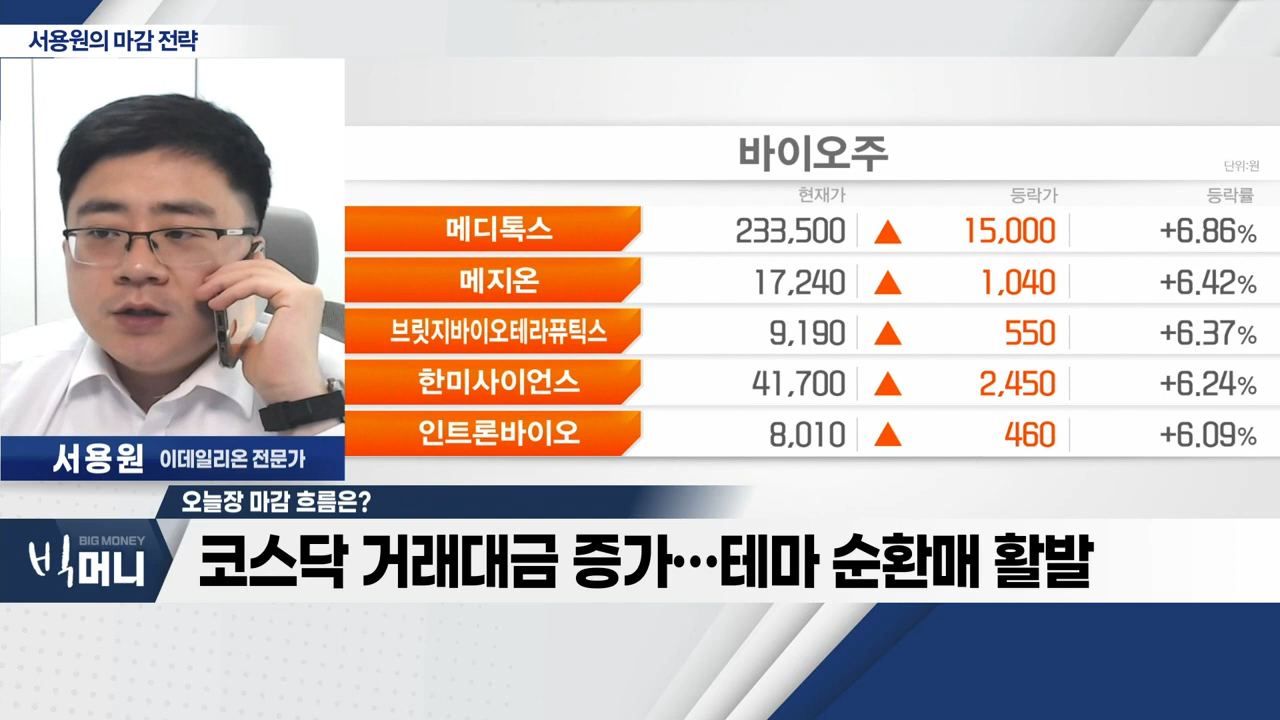 서용원의 마감 전략
바이오주
단위:원
현재가 등락가 등락률
메디톡스 233,500 ▲ 15,000 +6.86%
메지온 17,240 ▲ 1,040 +6.42%
브릿지바이오테라퓨틱스 9,190 ▲ 550 +6.37%
한미사이언스 41,700 ▲ 2,450 +6.24%
인트론바이오 8,010 ▲ 460 +6.09%
서용원 이데일리온 전문가
오늘장 마감 흐름은?
BIG MONEY
빅머니
코스닥 거래대금 증가…테마 순환매 활발